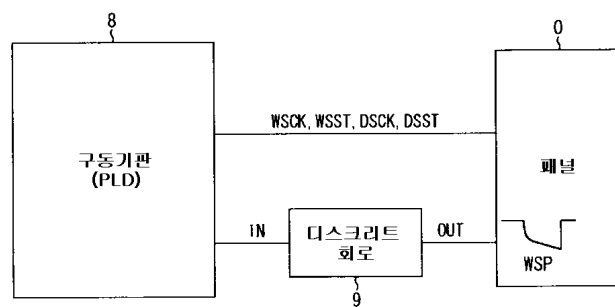 8
0
WSCK, WSST, DSCK, DSST
구동기판
(PLD)
패널
IN
디스크리트
회로
OUT
WSP
9